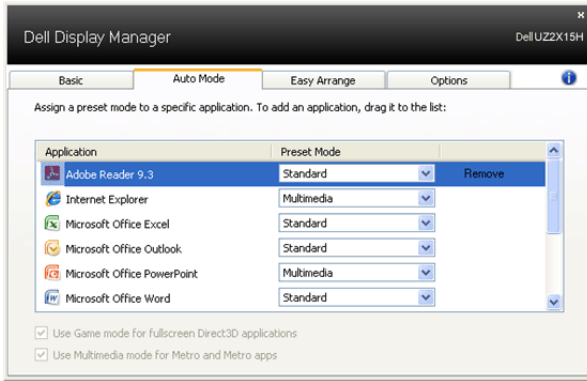 Dell Display Manager
Dell UZ2X15H
Basic Auto Mode Easy Arrange Options
Assign a preset mode to a specific application. To add an application, drag it to the list:
Application Preset Mode
Adobe Reader 9.3 Standard Remove
Internet Explorer Multimedia
Microsoft Office Excel Standard
Microsoft Office Outlook Standard
Microsoft Office PowerPoint Multimedia
Microsoft Office Word Standard
Use Game mode for fullscreen Direct3D applications
Use Multimedia mode for Metro and Metro apps